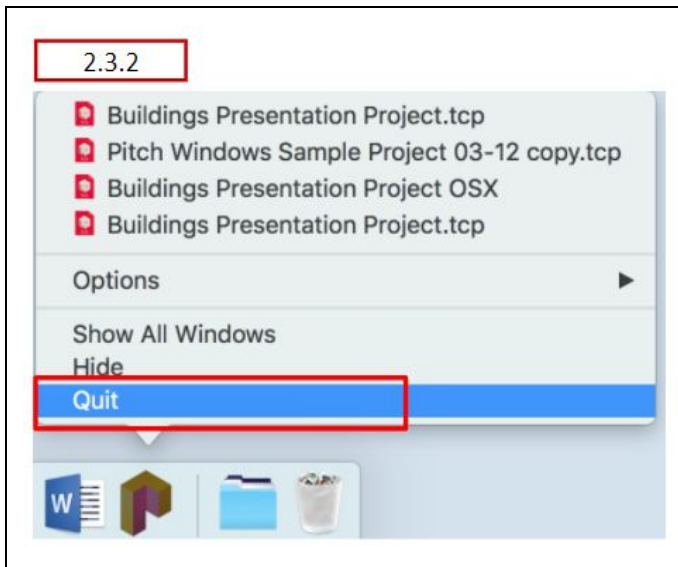 2.3.2
Buildings Presentation Project.tcp
Pitch Windows Sample Project 03-12 copy.tcp
Buildings Presentation Project OSX
Buildings Presentation Project.tcp
Options
Show All Windows
Hide
Quit
W